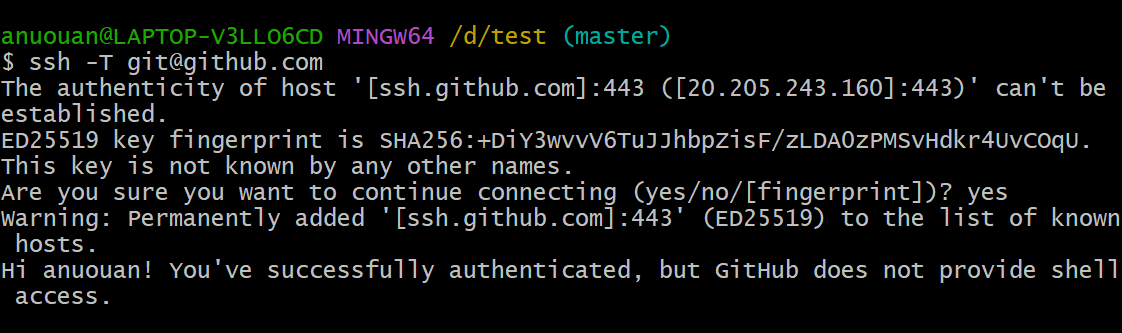 anuouan@LAPTOP-V3LLO6CD MINGW64 /d/test (master)
$ ssh -T git@github.com
The authenticity of host '[ssh.github.com]:443 ([20.205.243.160]:443)' can't be
established.
ED25519 key fingerprint is SHA256:+DiY3wvvV6TuJJhbpZisF/zLDA0zPMSvHdkr4UvCOqU.
This key is not known by any other names.
Are you sure you want to continue connecting (yes/no/[fingerprint])? yes
Warning: Permanently added '[ssh.github.com]:443' (ED25519) to the list of known
hosts.
Hi anuouan! You've successfully authenticated, but GitHub does not provide shell
access.